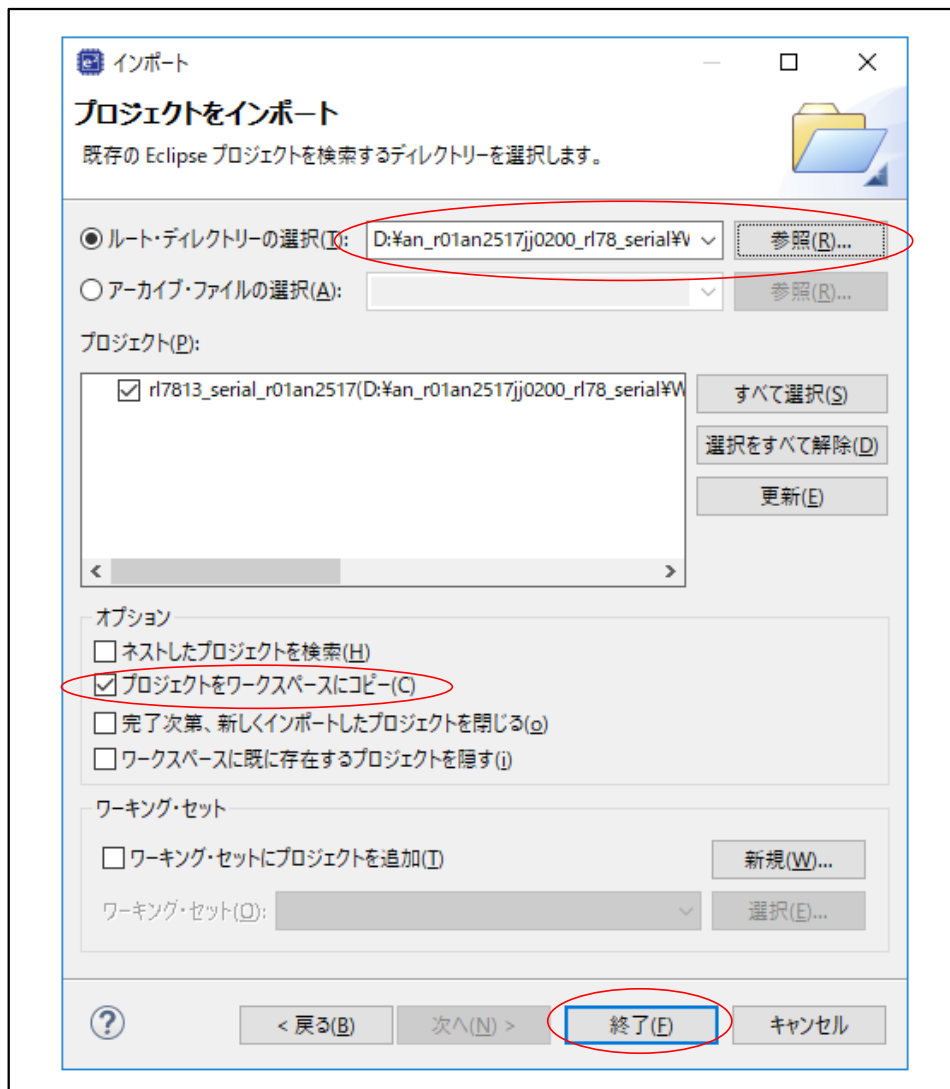 インポート
プロジェクトをインポート
既存の Eclipse プロジェクトを検索するディレクトリーを選択します。
ルート・ディレクトリーの選択(T): D:¥an_r01an2517jj0200_rl78_serial¥W 参照(R)...
アーカイブ・ファイルの選択(A): 参照(R)...
プロジェクト(P):
rl7813_serial_r01an2517(D:¥an_r01an2517jj0200_rl78_serial¥W すべて選択(S)
選択をすべて解除(D)
更新(E)
オプション
ネストしたプロジェクトを検索(H)
プロジェクトをワークスペースにコピー(C)
完了次第、新しくインポートしたプロジェクトを閉じる(o)
ワークスペースに既に存在するプロジェクトを隠す(i)
ワーキング・セット
ワーキング・セットにプロジェクトを追加(T) 新規(W)...
ワーキング・セット(O): 選択(E)...
? < 戻る(B) 次へ(N) > 終了(F) キャンセル